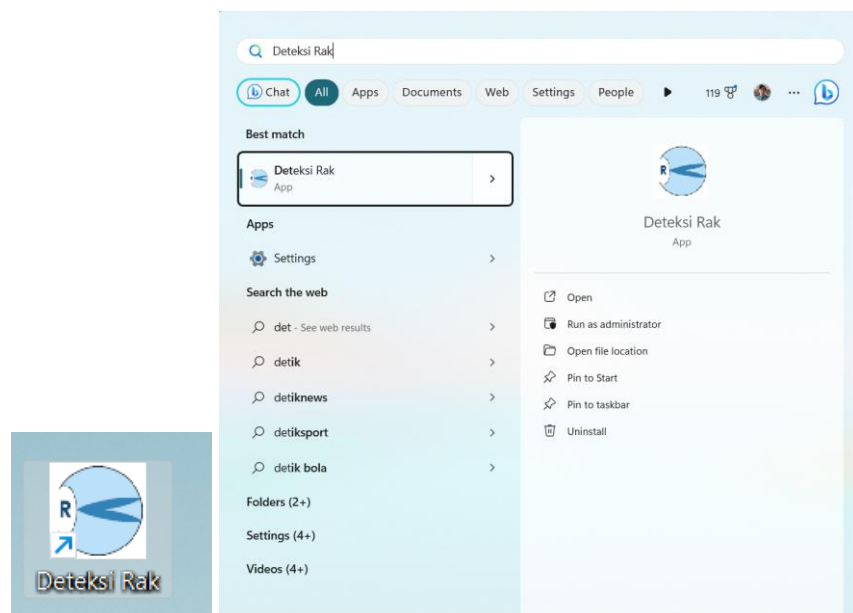 R
Deteksi Rak
Deteksi Rak
Chat
All
Apps
Documents
Web
Settings
People
119
Best match
Deteksi Rak
App
Apps
Settings
Search the web
det - See web results
detik
detiknews
detiksport
detik bola
Folders (2+)
Settings (4+)
Videos (4+)
R
Deteksi Rak
App
Open
Run as administrator
Open file location
Pin to Start
Pin to taskbar
Uninstall